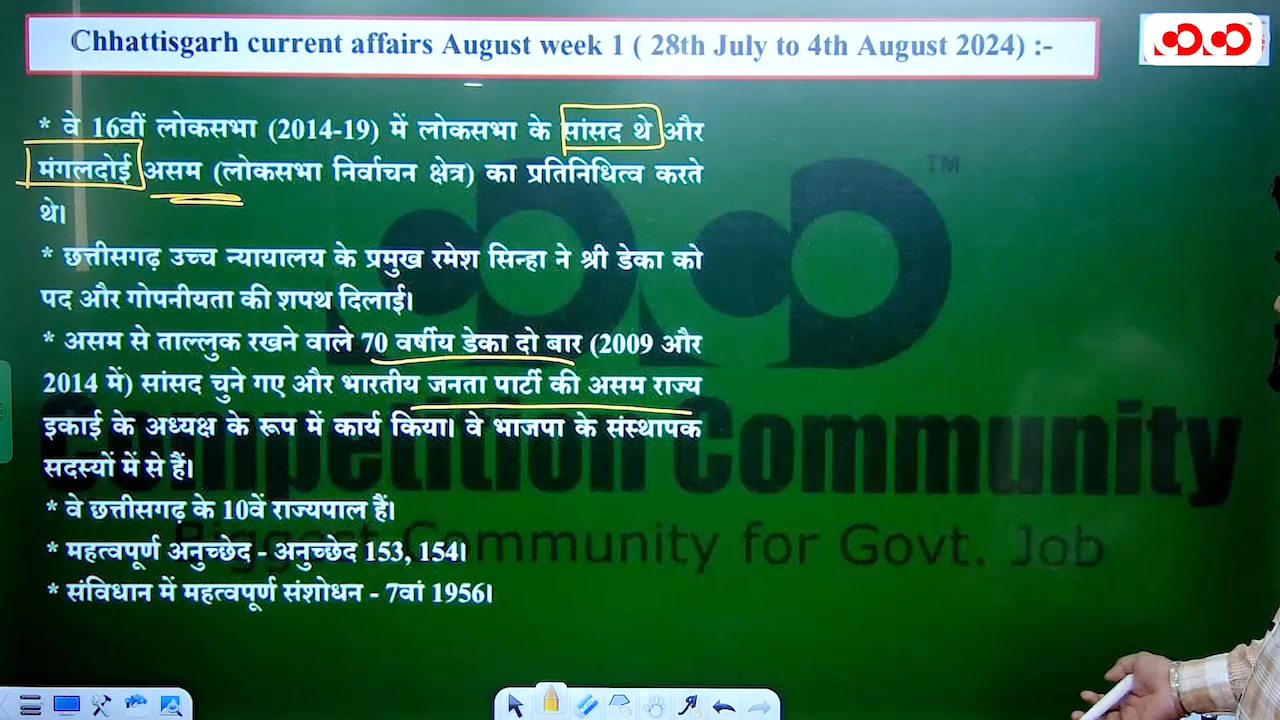 Chhattisgarh current affairs August week 1 ( 28th July to 4th August 2024) :-
* वे 16वीं लोकसभा (2014-19) में लोकसभा के सांसद थे और
मंगलदोई असम (लोकसभा निर्वाचन क्षेत्र) का प्रतिनिधित्व करते
थे।
* छत्तीसगढ़ उच्च न्यायालय के प्रमुख रमेश सिन्हा ने श्री डेका को
पद और गोपनीयता की शपथ दिलाई।
* असम से ताल्लुक रखने वाले 70 वर्षीय डेका दो बार (2009 और
2014 में) सांसद चुने गए और भारतीय जनता पार्टी की असम राज्य
इकाई के अध्यक्ष के रूप में कार्य किया। वे भाजपा के संस्थापक
सदस्यों में से हैं।
* वे छत्तीसगढ़ के 10वें राज्यपाल हैं।
* महत्वपूर्ण अनुच्छेद - अनुच्छेद 153, 154।
* संविधान में महत्वपूर्ण संशोधन - 7वां 1956।
TM
Competition Community
Biggest Community for Govt. Job